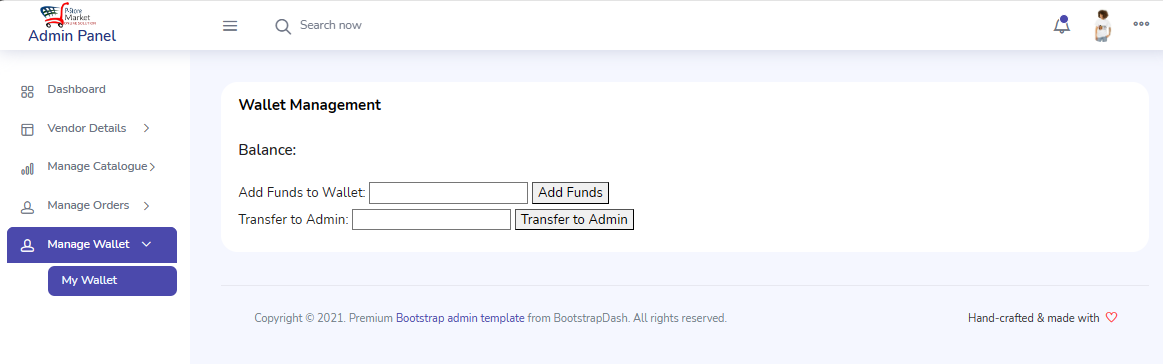 P-Store
Market
ONLINE SOLUTION
Admin Panel
Search now
Dashboard
Vendor Details
Manage Catalogue
Manage Orders
Manage Wallet
My Wallet
Wallet Management
Balance:
Add Funds to Wallet: Add Funds
Transfer to Admin: Transfer to Admin
Copyright © 2021. Premium Bootstrap admin template from BootstrapDash. All rights reserved.
Hand-crafted & made with